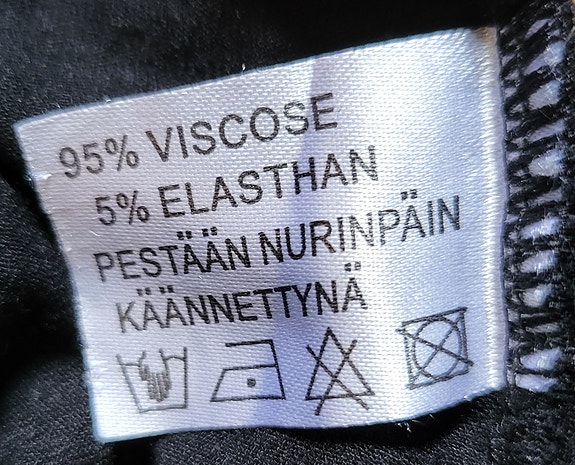 95% VISCOSE
5% ELASTHAN
PESTÄÄN NURINPÄIN
KÄÄNNETTYNÄ